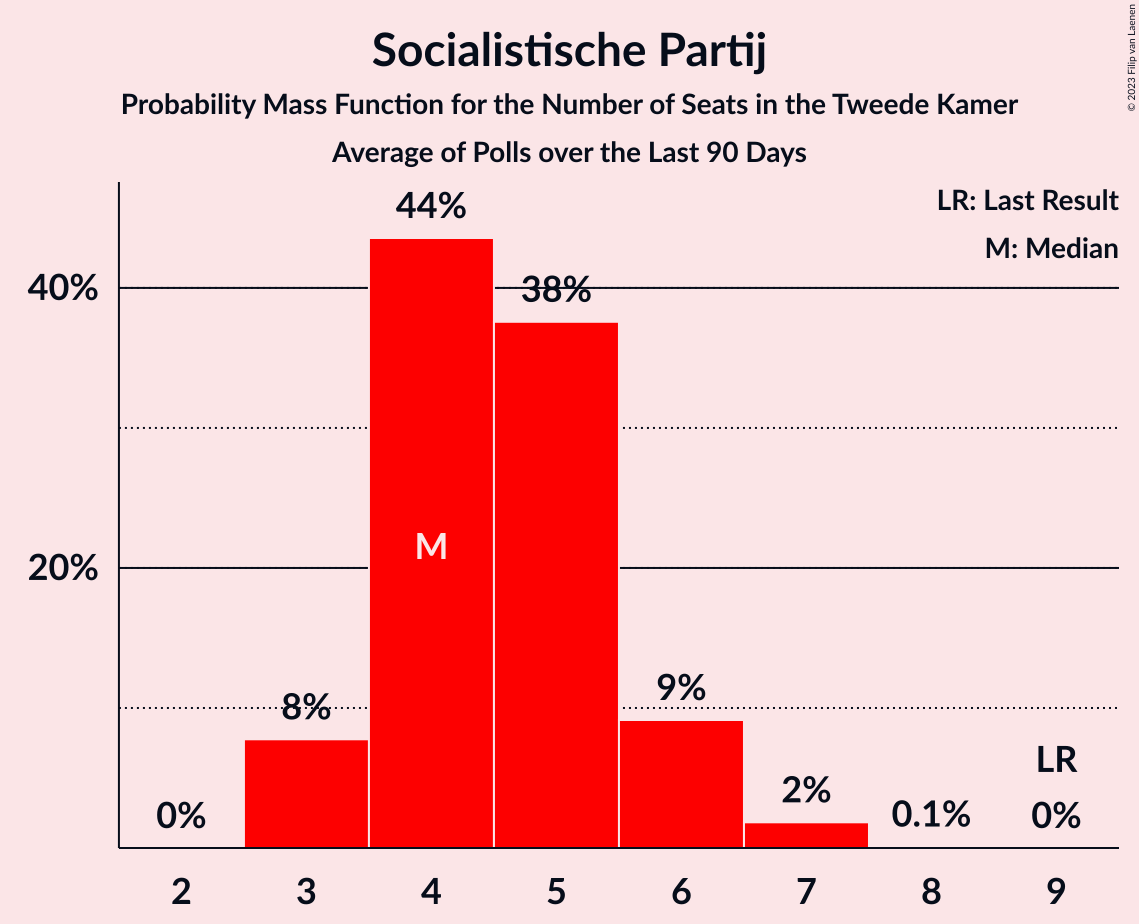 Socialistische Partij
Probability Mass Function for the Number of Seats in the Tweede Kamer
Average of Polls over the Last 90 Days
© 2023 Filip van Laenen
LR: Last Result
M: Median
44%
40%
38%
M
20%
9%
8%
LR
2%
0%
0.1%
0%
2 3 4 5 6 7 8 9